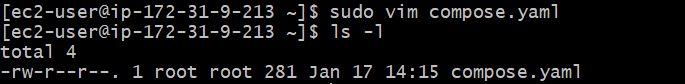 [ec2-user@ip-172-31-9-213 ~]$ sudo vim compose.yaml
[ec2-user@ip-172-31-9-213 ~]$ ls -l
total 4
-rw-r--r--. 1 root root 281 Jan 17 14:15 compose.yaml